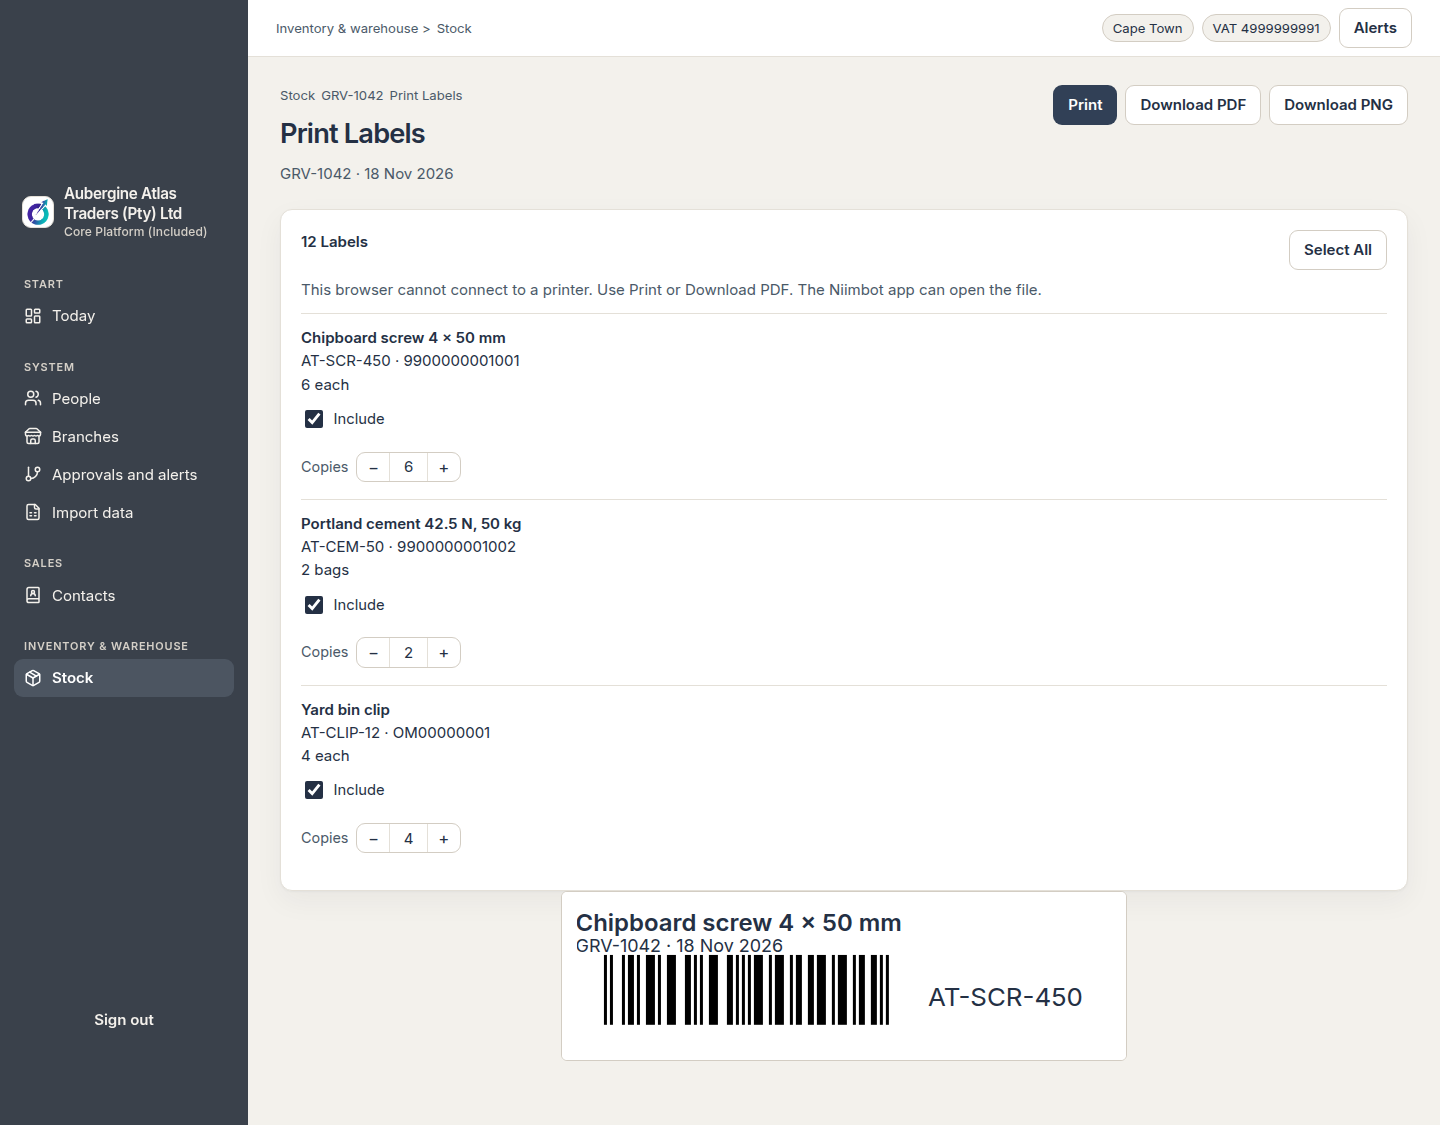 Inventory & warehouse > Stock
Cape Town
VAT 4999999991
Alerts
Aubergine Atlas
Traders (Pty) Ltd
Core Platform (Included)
START
Today
SYSTEM
People
Branches
Approvals and alerts
Import data
SALES
Contacts
INVENTORY & WAREHOUSE
Stock
Sign out
Stock GRV-1042 Print Labels
Print Labels
GRV-1042 · 18 Nov 2026
Print
Download PDF
Download PNG
12 Labels
Select All
This browser cannot connect to a printer. Use Print or Download PDF. The Niimbot app can open the file.
Chipboard screw 4 × 50 mm
AT-SCR-450 · 9900000001001
6 each
Include
Copies − 6 +
Portland cement 42.5 N, 50 kg
AT-CEM-50 · 9900000001002
2 bags
Include
Copies − 2 +
Yard bin clip
AT-CLIP-12 · OM00000001
4 each
Include
Copies − 4 +
Chipboard screw 4 × 50 mm
GRV-1042 · 18 Nov 2026
AT-SCR-450